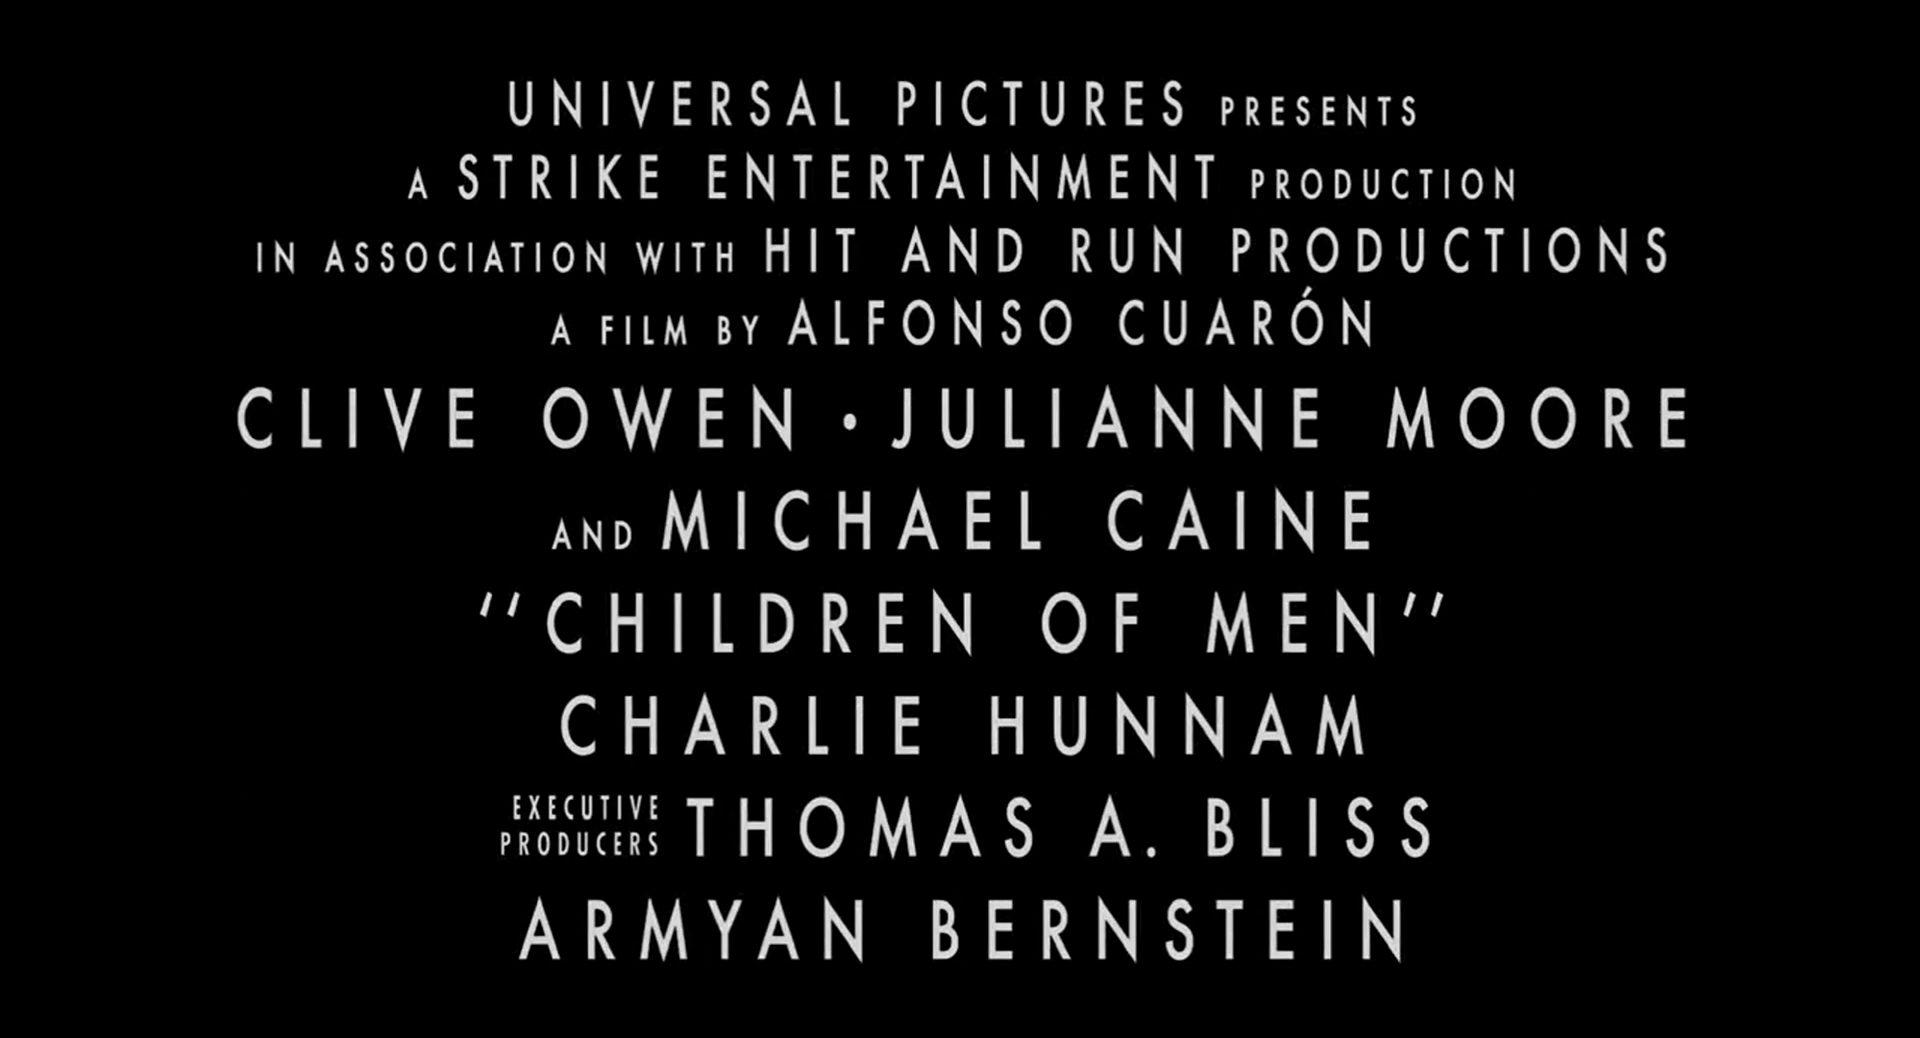 UNIVERSAL PICTURES PRESENTS
A STRIKE ENTERTAINMENT PRODUCTION
IN ASSOCIATION WITH HIT AND RUN PRODUCTIONS
A FILM BY ALFONSO CUARÓN
CLIVE OWEN • JULIANNE MOORE
AND MICHAEL CAINE
"CHILDREN OF MEN"
CHARLIE HUNNAM
EXECUTIVE PRODUCERS THOMAS A. BLISS
ARMYAN BERNSTEIN